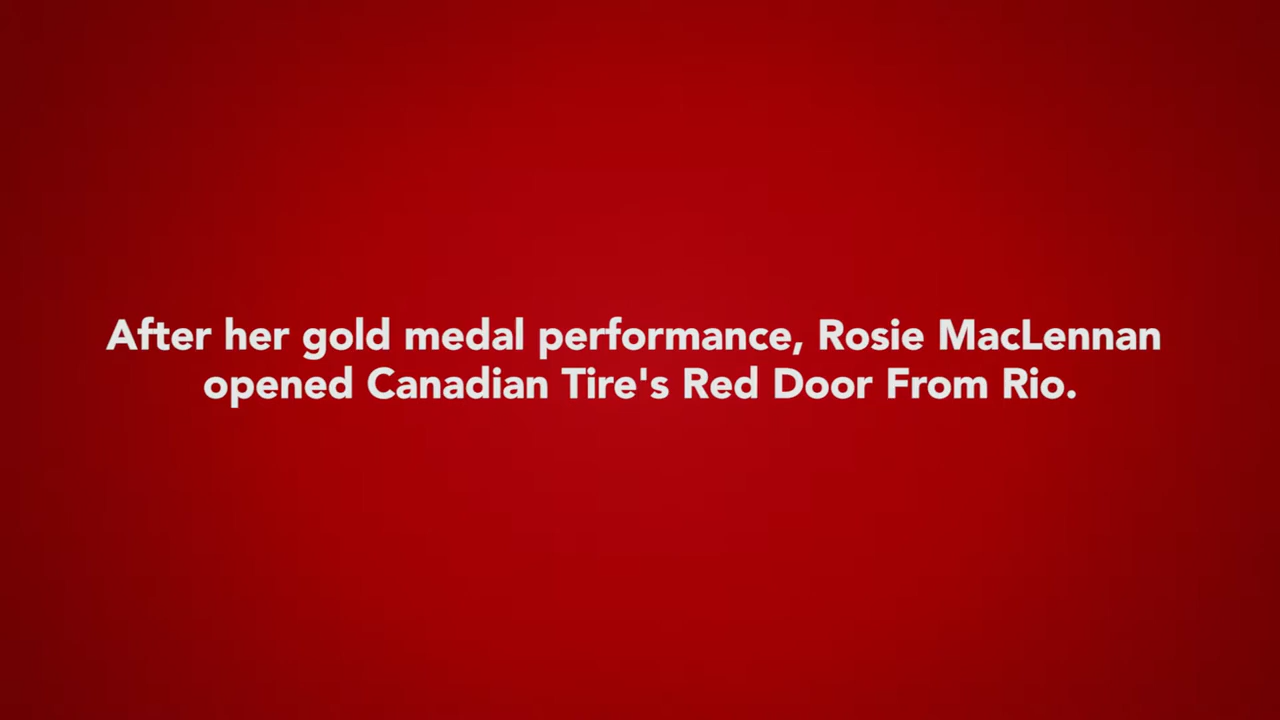 After her gold medal performance, Rosie MacLennan
opened Canadian Tire's Red Door From Rio.